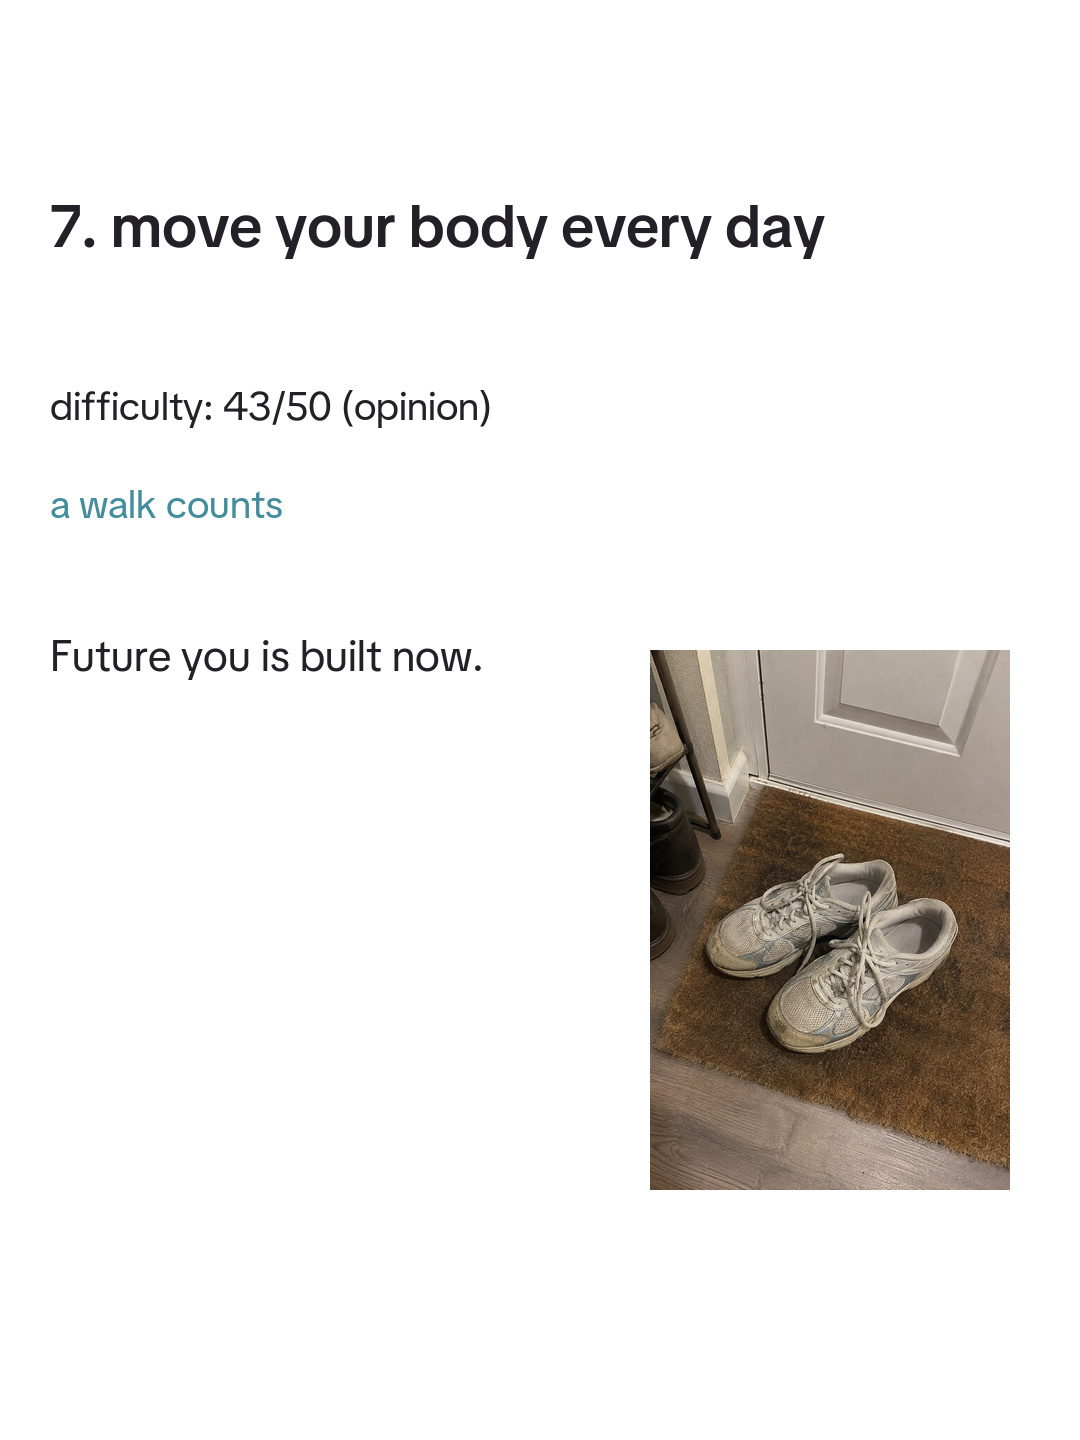 7. move your body every day
difficulty: 43/50 (opinion)
a walk counts
Future you is built now.